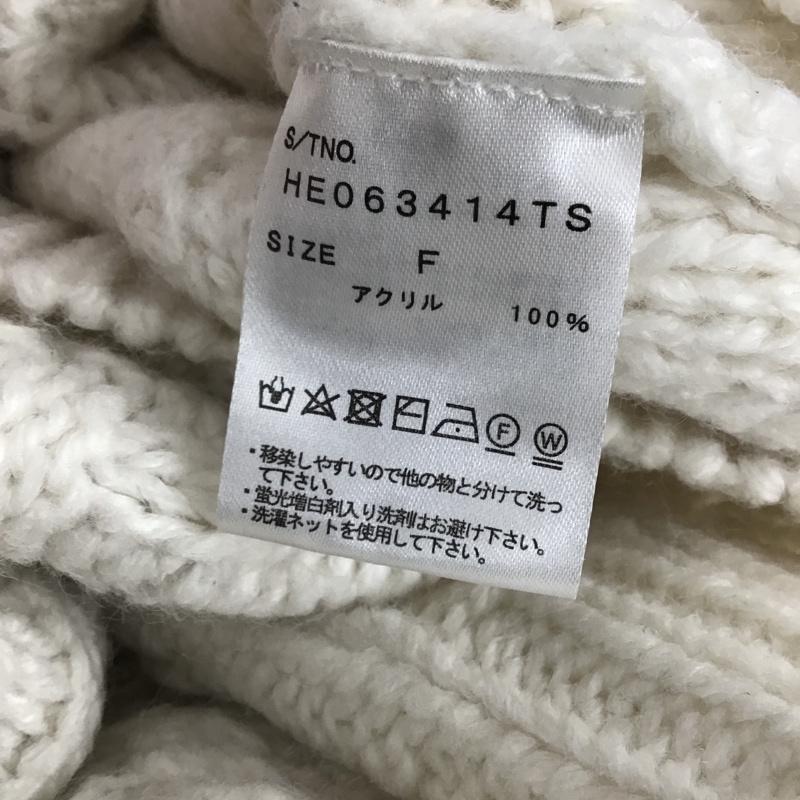 S/TNO.
HE063414TS
SIZE F
アクリル 100%
F W
・移染しやすいので他の物と分けて洗っ
て下さい。
・蛍光増白剤入り洗剤はお避け下さい。
・洗濯ネットを使用して下さい。